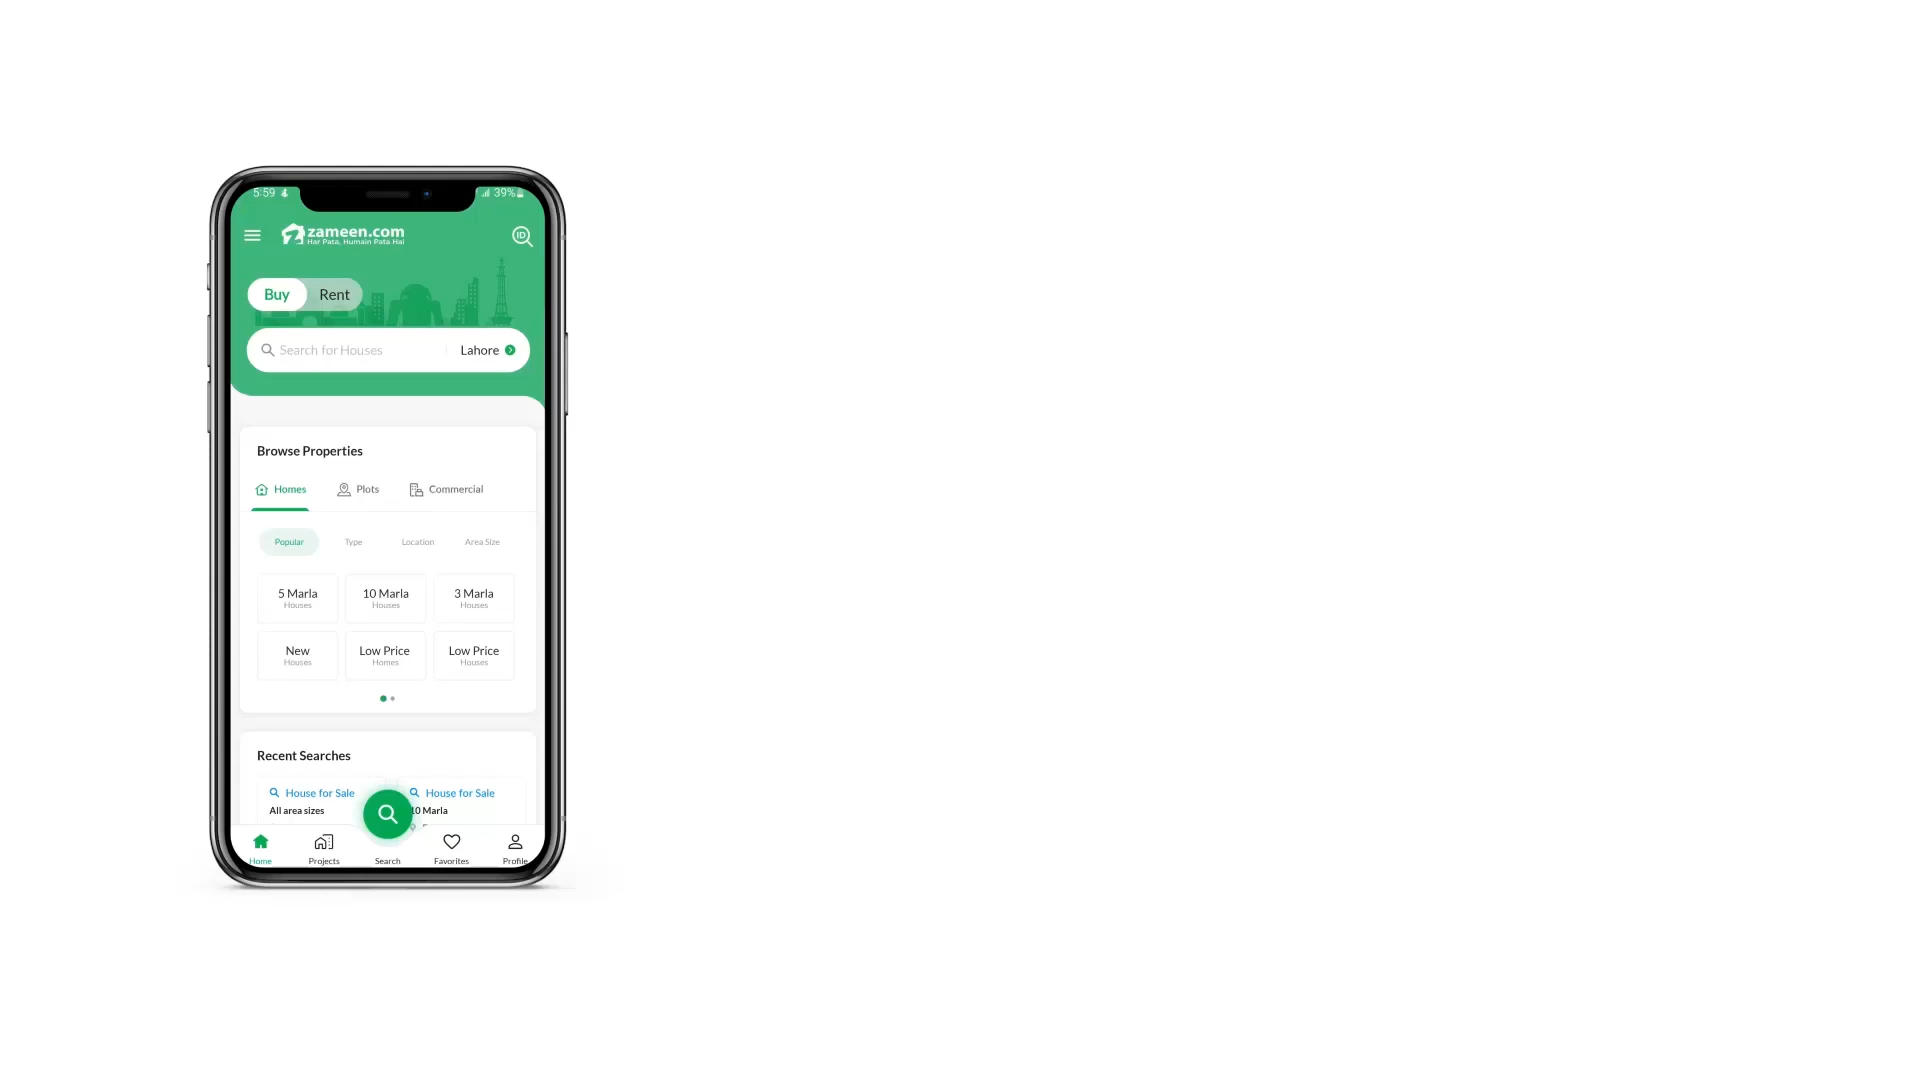 5:59
39%
zameen.com
Har Pata, Humain Pata Hai
ID
Buy
Rent
Search for Houses
Lahore
Browse Properties
Homes
Plots
Commercial
Popular
Type
Location
Area Size
5 Marla
Houses
10 Marla
Houses
3 Marla
Houses
New
Houses
Low Price
Homes
Low Price
Houses
Recent Searches
House for Sale
All area sizes
House for Sale
10 Marla
Home
Projects
Search
Favorites
Profile